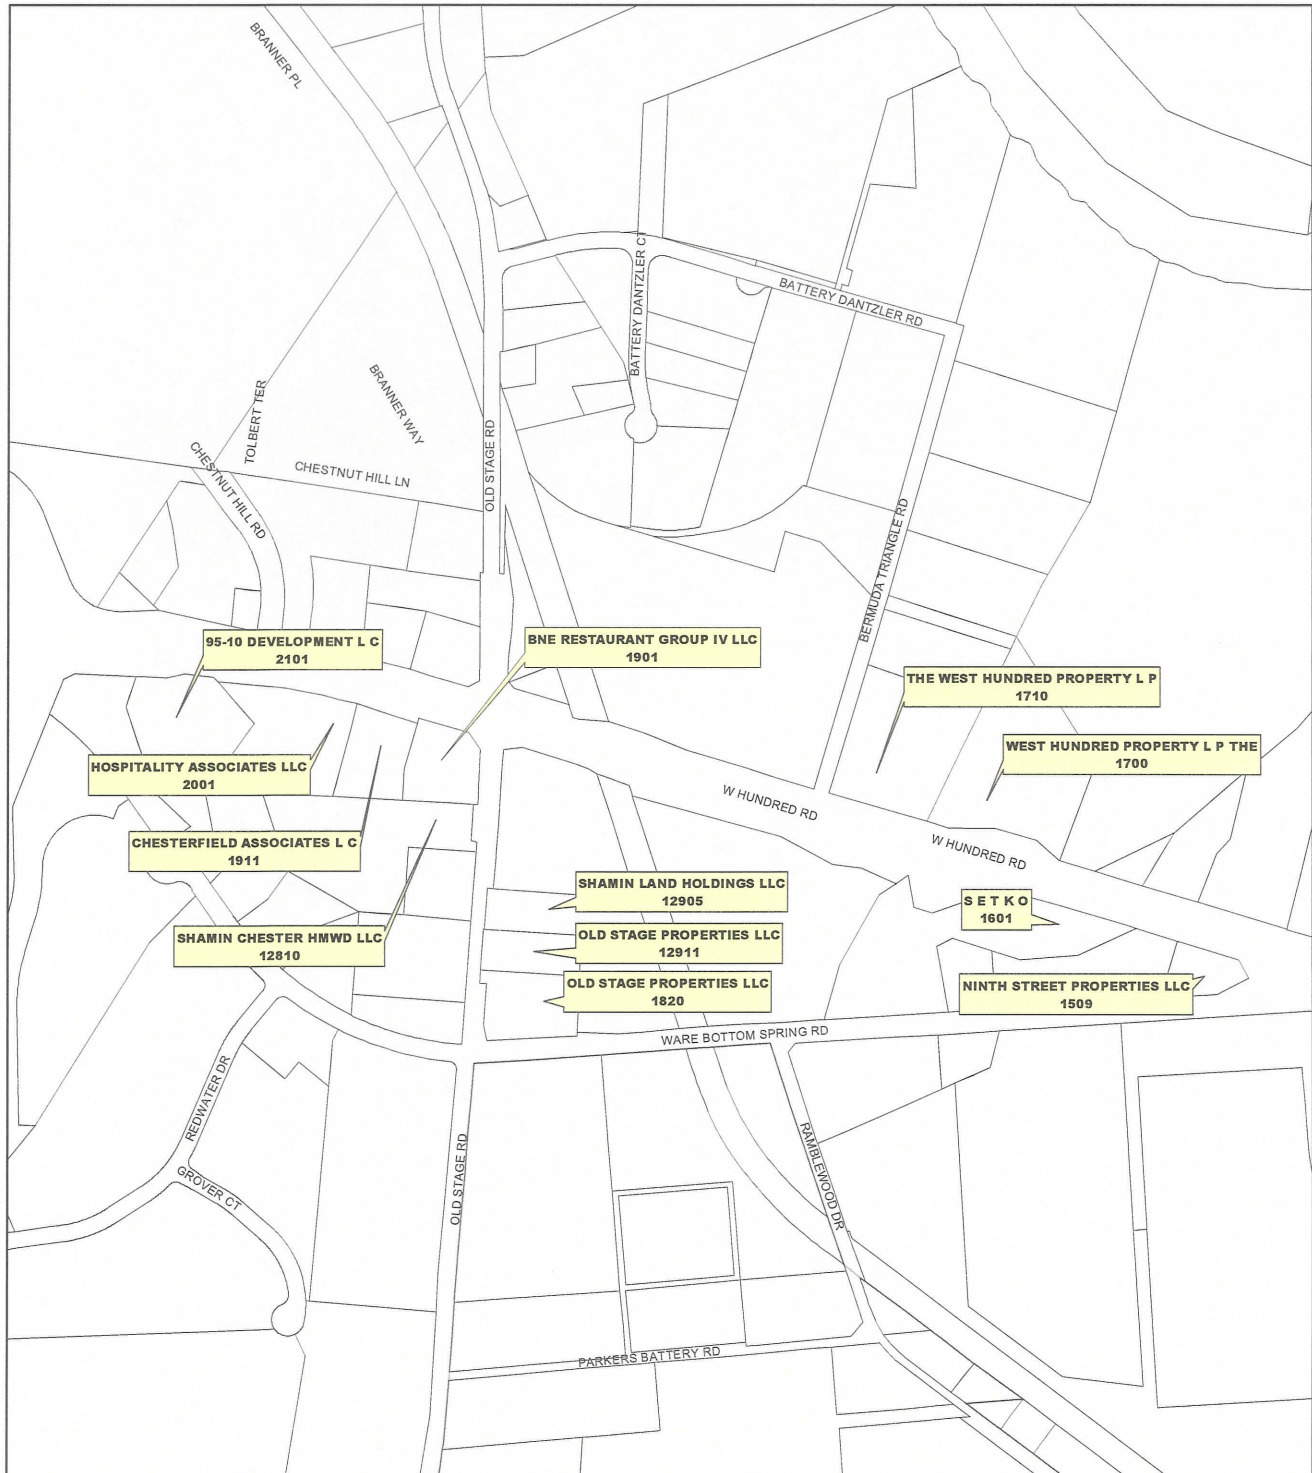 BRANNER PL
BATTERY DANTZLER CT
BATTERY DANTZLER RD
BRANNER WAY
TOLBERT TER
CHESTNUT HILL RD
CHESTNUT HILL LN
OLD STAGE RD
BERMUDA TRIANGLE RD
95-10 DEVELOPMENT L C
2101
BNE RESTAURANT GROUP IV LLC
1901
THE WEST HUNDRED PROPERTY L P
1710
WEST HUNDRED PROPERTY L P THE
1700
HOSPITALITY ASSOCIATES LLC
2001
W HUNDRED RD
W HUNDRED RD
CHESTERFIELD ASSOCIATES L C
1911
SHAMIN LAND HOLDINGS LLC
12905
S E T K O
1601
SHAMIN CHESTER HMWD LLC
12810
OLD STAGE PROPERTIES LLC
12911
OLD STAGE PROPERTIES LLC
1820
NINTH STREET PROPERTIES LLC
1509
WARE BOTTOM SPRING RD
REDWATER DR
GROVER CT
OLD STAGE RD
RAMBLEWOOD DR
PARKERS BATTERY RD